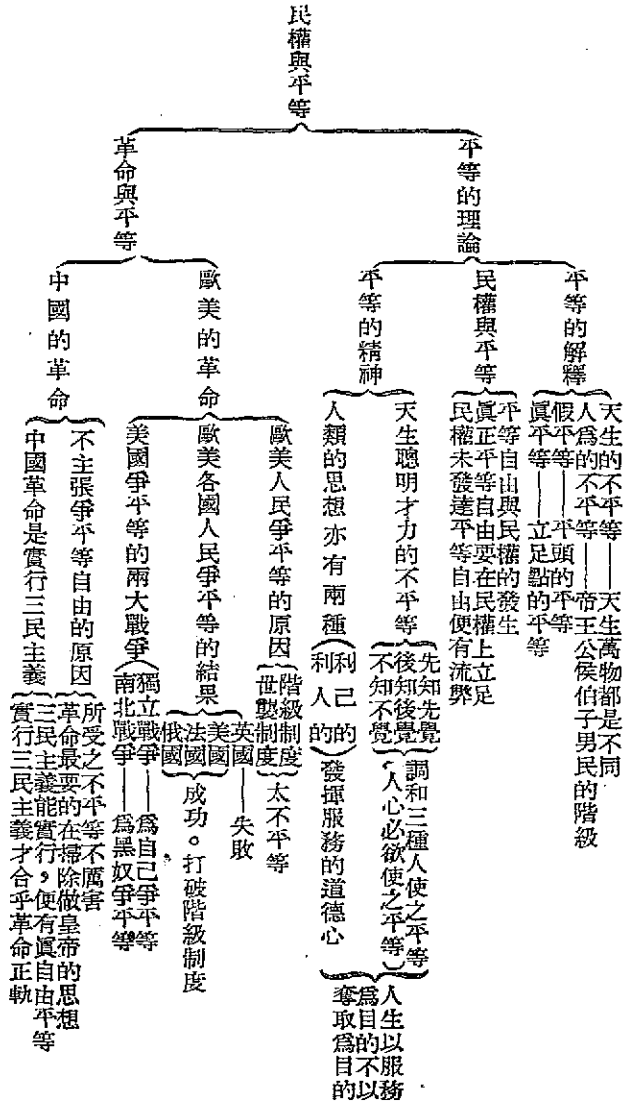 民權與平等
平等的理論
平等的解釋
天生的不平等——天生萬物都是不同
人爲的不平等——帝王公侯伯子男民的階級
假平等——平頭的平等
眞平等——立足點的平等
民權與平等
平等自由與民權的發生
眞正平等自由要在民權上立足
民權未發達平等自由便有流弊
平等的精神
天生聰明才力的不平等
先知先覺
後知後覺
不知不覺
調和三種人使之平等
(人心必欲使之平等)
人類的思想亦有兩種
利己的
利人的
發揮服務的道德心
人生以服務
爲目的不以
奪取爲目的
革命與平等
歐美的革命
歐美人民爭平等的原因
階級制度
世襲制度
太不平等
歐美各國人民爭平等的結果
英國——失敗
美國
法國
俄國
成功。打破階級制度
美國爭平等的兩大戰爭
獨立戰爭——爲自己爭平等
南北戰爭——爲黑奴爭平等
中國的革命
不主張爭平等自由的原因
所受之不平等不厲害
革命最要的在掃除做皇帝的思想
三民主義能實行,便有眞自由平等
中國革命是實行三民主義
實行三民主義才合乎革命正軌